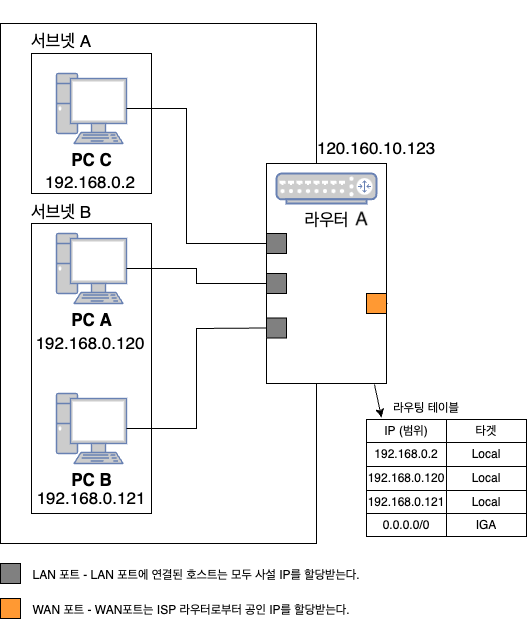 서브넷 A
PC C
192.168.0.2
서브넷 B
PC A
192.168.0.120
PC B
192.168.0.121
120.160.10.123
라우터 A
라우팅 테이블
IP (범위) 타겟
192.168.0.2 Local
192.168.0.120 Local
192.168.0.121 Local
0.0.0.0/0 IGA
LAN 포트 - LAN 포트에 연결된 호스트는 모두 사설 IP를 할당받는다.
WAN 포트 - WAN포트는 ISP 라우터로부터 공인 IP를 할당받는다.